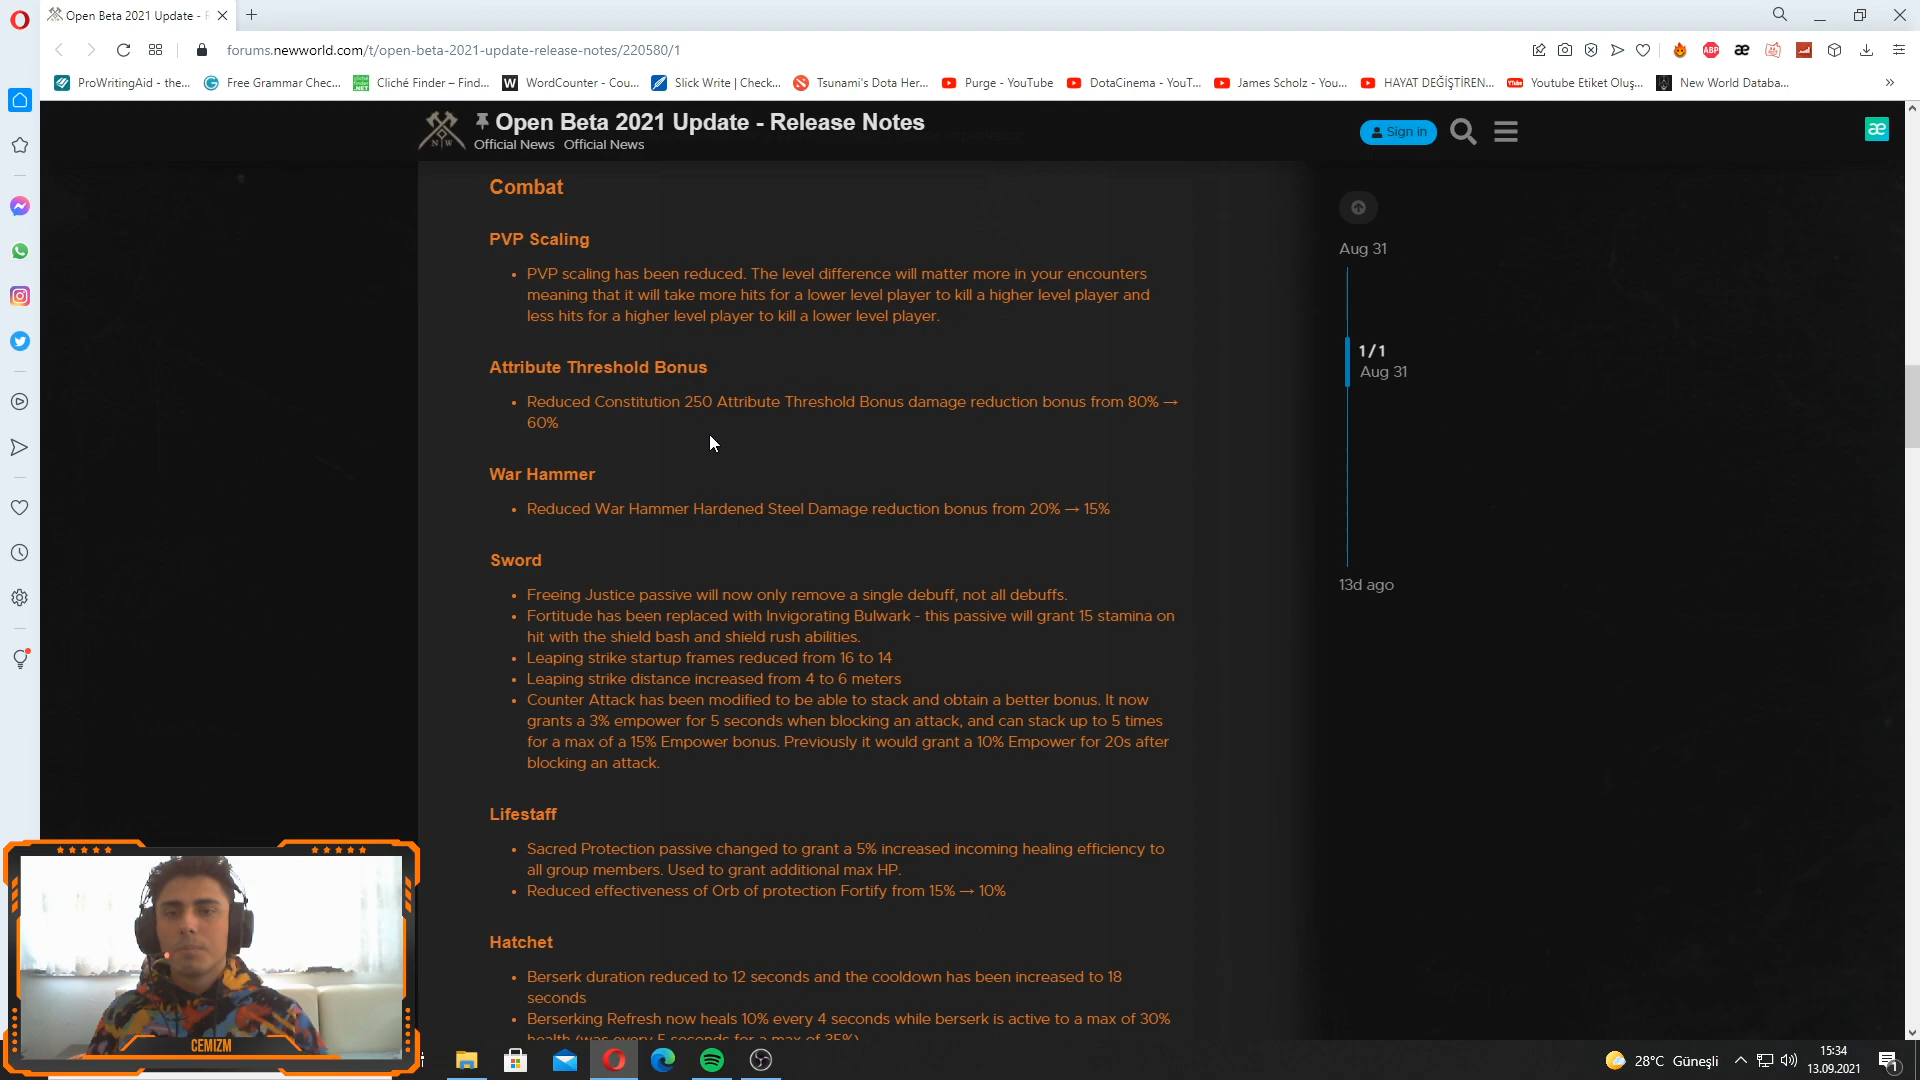 Open Beta 2021 Update -
forums.newworld.com/t/open-beta-2021-update-release-notes/220580/1
ABP
æ
ProWritingAid - the...
Free Grammar Chec...
Cliché Finder – Find...
WordCounter - Cou...
Slick Write | Check...
Tsunami's Dota Her...
Purge - YouTube
DotaCinema - YouT...
James Scholz - You...
HAYAT DEĞİŞTİREN...
Youtube Etiket Oluş...
New World Databa...
»
Open Beta 2021 Update - Release Notes
Official News Official News
Sign in
æ
Combat
PVP Scaling
• PVP scaling has been reduced. The level difference will matter more in your encounters
meaning that it will take more hits for a lower level player to kill a higher level player and
less hits for a higher level player to kill a lower level player.
Attribute Threshold Bonus
• Reduced Constitution 250 Attribute Threshold Bonus damage reduction bonus from 80% →
60%
War Hammer
• Reduced War Hammer Hardened Steel Damage reduction bonus from 20% → 15%
Sword
• Freeing Justice passive will now only remove a single debuff, not all debuffs.
• Fortitude has been replaced with Invigorating Bulwark - this passive will grant 15 stamina on
hit with the shield bash and shield rush abilities.
• Leaping strike startup frames reduced from 16 to 14
• Leaping strike distance increased from 4 to 6 meters
• Counter Attack has been modified to be able to stack and obtain a better bonus. It now
grants a 3% empower for 5 seconds when blocking an attack, and can stack up to 5 times
for a max of a 15% Empower bonus. Previously it would grant a 10% Empower for 20s after
blocking an attack.
Lifestaff
• Sacred Protection passive changed to grant a 5% increased incoming healing efficiency to
all group members. Used to grant additional max HP.
• Reduced effectiveness of Orb of protection Fortify from 15% → 10%
Hatchet
• Berserk duration reduced to 12 seconds and the cooldown has been increased to 18
seconds
• Berserking Refresh now heals 10% every 4 seconds while berserk is active to a max of 30%
health (was every 5 seconds for a max of 25%)
Aug 31
1/1
Aug 31
13d ago
CEMIZM
28°C Güneşli
15:34
13.09.2021
1